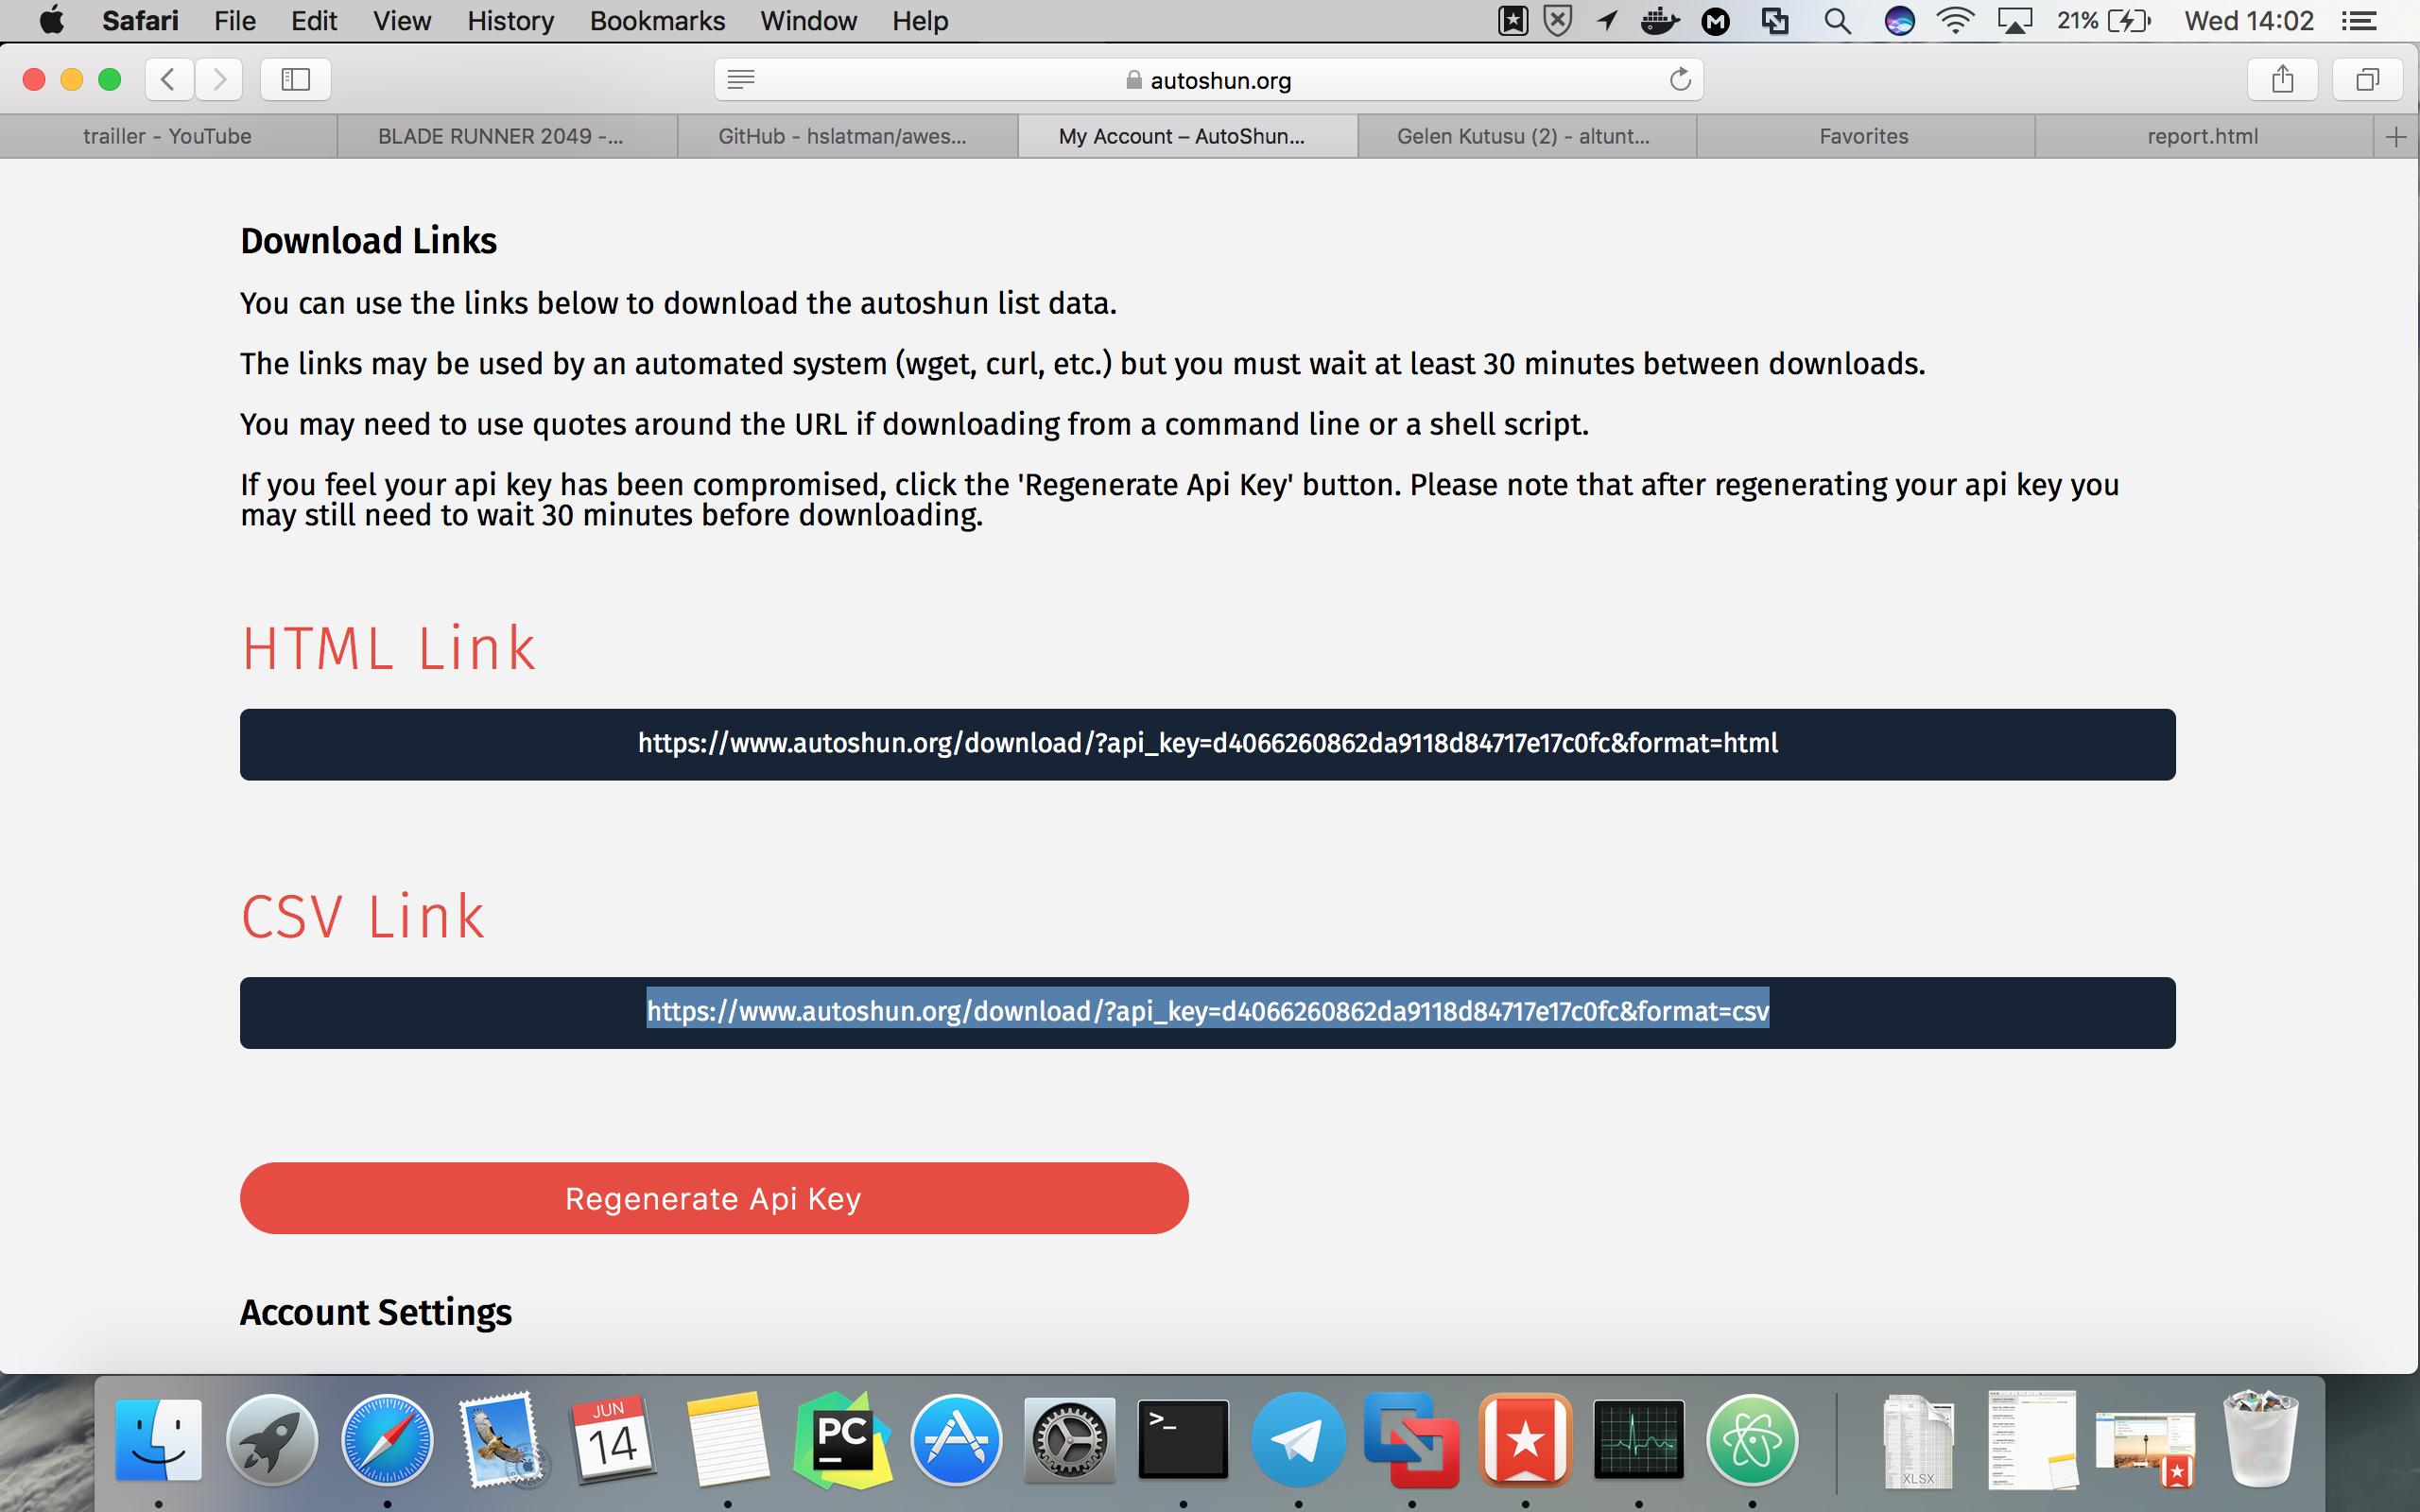 Safari File Edit View History Bookmarks Window Help 21% Wed 14:02
autoshun.org
trailler - YouTube BLADE RUNNER 2049 -... GitHub - hslatman/awes... My Account – AutoShun... Gelen Kutusu (2) - altunt... Favorites report.html
Download Links
You can use the links below to download the autoshun list data.
The links may be used by an automated system (wget, curl, etc.) but you must wait at least 30 minutes between downloads.
You may need to use quotes around the URL if downloading from a command line or a shell script.
If you feel your api key has been compromised, click the 'Regenerate Api Key' button. Please note that after regenerating your api key you
may still need to wait 30 minutes before downloading.
HTML Link
https://www.autoshun.org/download/?api_key=d4066260862da9118d84717e17c0fc&format=html
CSV Link
https://www.autoshun.org/download/?api_key=d4066260862da9118d84717e17c0fc&format=csv
Regenerate Api Key
Account Settings
JUN
14
PC
>_
XLSX